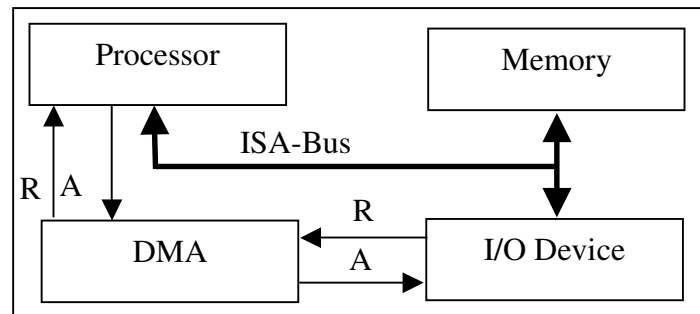 Processor
Memory
ISA-Bus
R
A
R
DMA
I/O Device
A